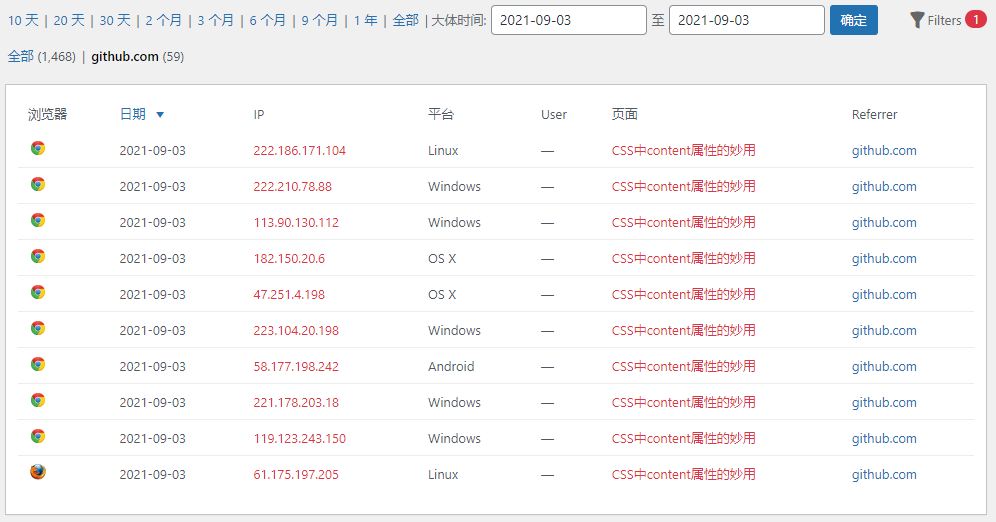 10 天 | 20 天 | 30 天 | 2 个月 | 3 个月 | 6 个月 | 9 个月 | 1 年 | 全部 | 大体时间: 2021-09-03 至 2021-09-03 确定 Filters 1
全部 (1,468) | github.com (59)
浏览器 日期 IP 平台 User 页面 Referrer
2021-09-03 222.186.171.104 Linux — CSS中content属性的妙用 github.com
2021-09-03 222.210.78.88 Windows — CSS中content属性的妙用 github.com
2021-09-03 113.90.130.112 Windows — CSS中content属性的妙用 github.com
2021-09-03 182.150.20.6 OS X — CSS中content属性的妙用 github.com
2021-09-03 47.251.4.198 OS X — CSS中content属性的妙用 github.com
2021-09-03 223.104.20.198 Windows — CSS中content属性的妙用 github.com
2021-09-03 58.177.198.242 Android — CSS中content属性的妙用 github.com
2021-09-03 221.178.203.18 Windows — CSS中content属性的妙用 github.com
2021-09-03 119.123.243.150 Windows — CSS中content属性的妙用 github.com
2021-09-03 61.175.197.205 Linux — CSS中content属性的妙用 github.com